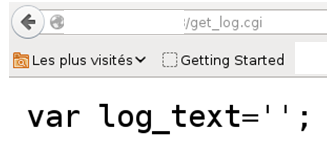 /get_log.cgi
Les plus visités Getting Started
var log_text='';